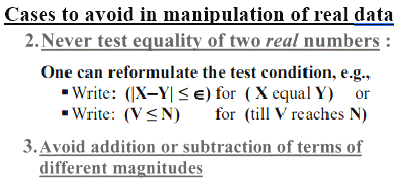 Cases to avoid in manipulation of real data
2. Never test equality of two real numbers :
One can reformulate the test condition, e.g.,
▪ Write: (|X–Y| ≤ ϵ) for ( X equal Y) or
▪ Write: (V ≤ N) for (till V reaches N)
3. Avoid addition or subtraction of terms of
different magnitudes